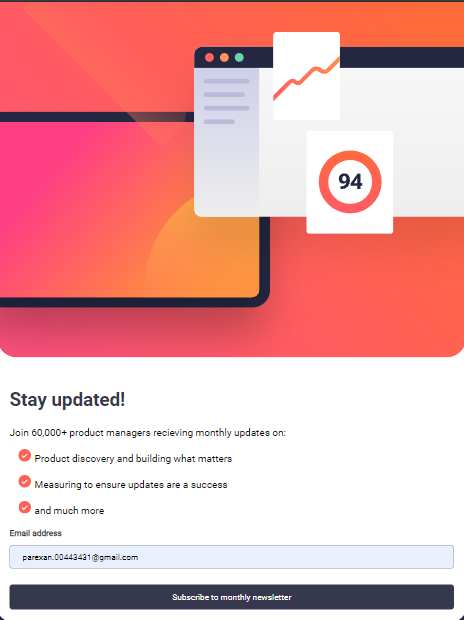 94
Stay updated!
Join 60,000+ product managers recieving monthly updates on:
Product discovery and building what matters
Measuring to ensure updates are a success
and much more
Email address
parexan.00443431@gmail.com
Subscribe to monthly newsletter